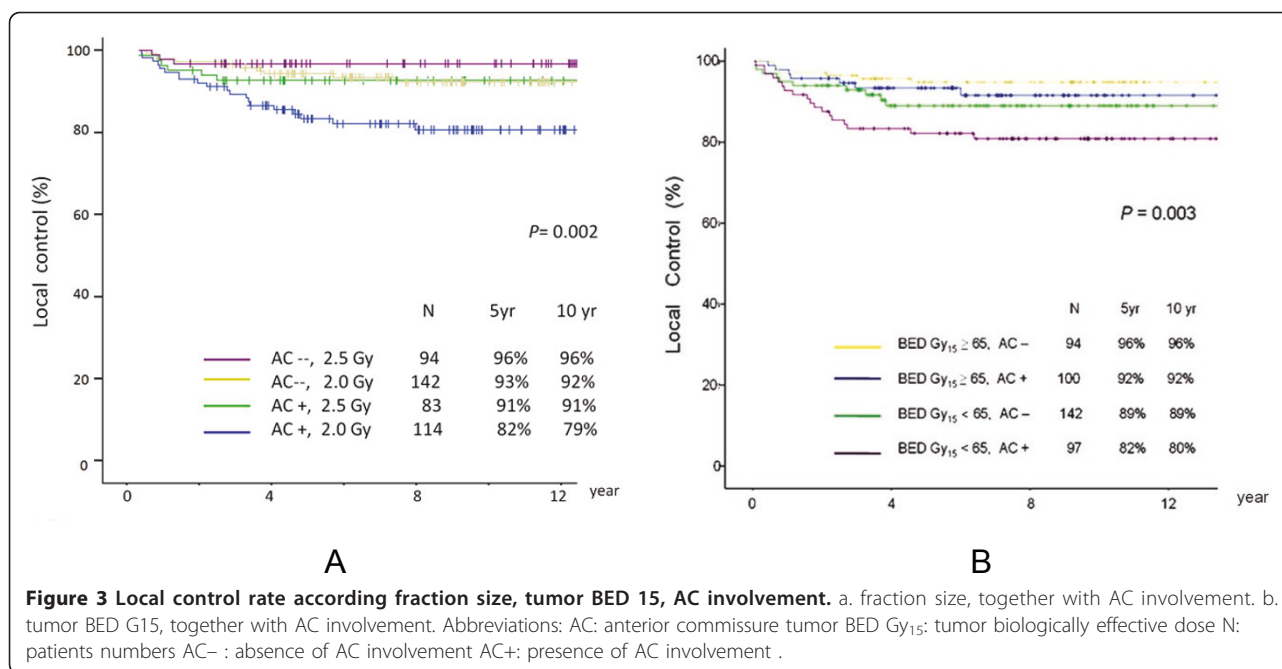 100
80
60
40
20
0
Local control (%)
P= 0.002
N 5yr 10 yr
AC --, 2.5 Gy 94 96% 96%
AC--, 2.0 Gy 142 93% 92%
AC +, 2.5 Gy 83 91% 91%
AC +, 2.0 Gy 114 82% 79%
0 4 8 12 year
A
100
80
60
40
20
0
Local Control (%)
P = 0.003
N 5yr 10 yr
BED Gy₁₅ ≥ 65, AC – 94 96% 96%
BED Gy₁₅ ≥ 65, AC + 100 92% 92%
BED Gy₁₅ < 65, AC – 142 89% 89%
BED Gy₁₅ < 65, AC + 97 82% 80%
0 4 8 12 year
B
Figure 3 Local control rate according fraction size, tumor BED 15, AC involvement. a. fraction size, together with AC involvement. b.
tumor BED G15, together with AC involvement. Abbreviations: AC: anterior commissure tumor BED Gy₁₅: tumor biologically effective dose N:
patients numbers AC– : absence of AC involvement AC+: presence of AC involvement .